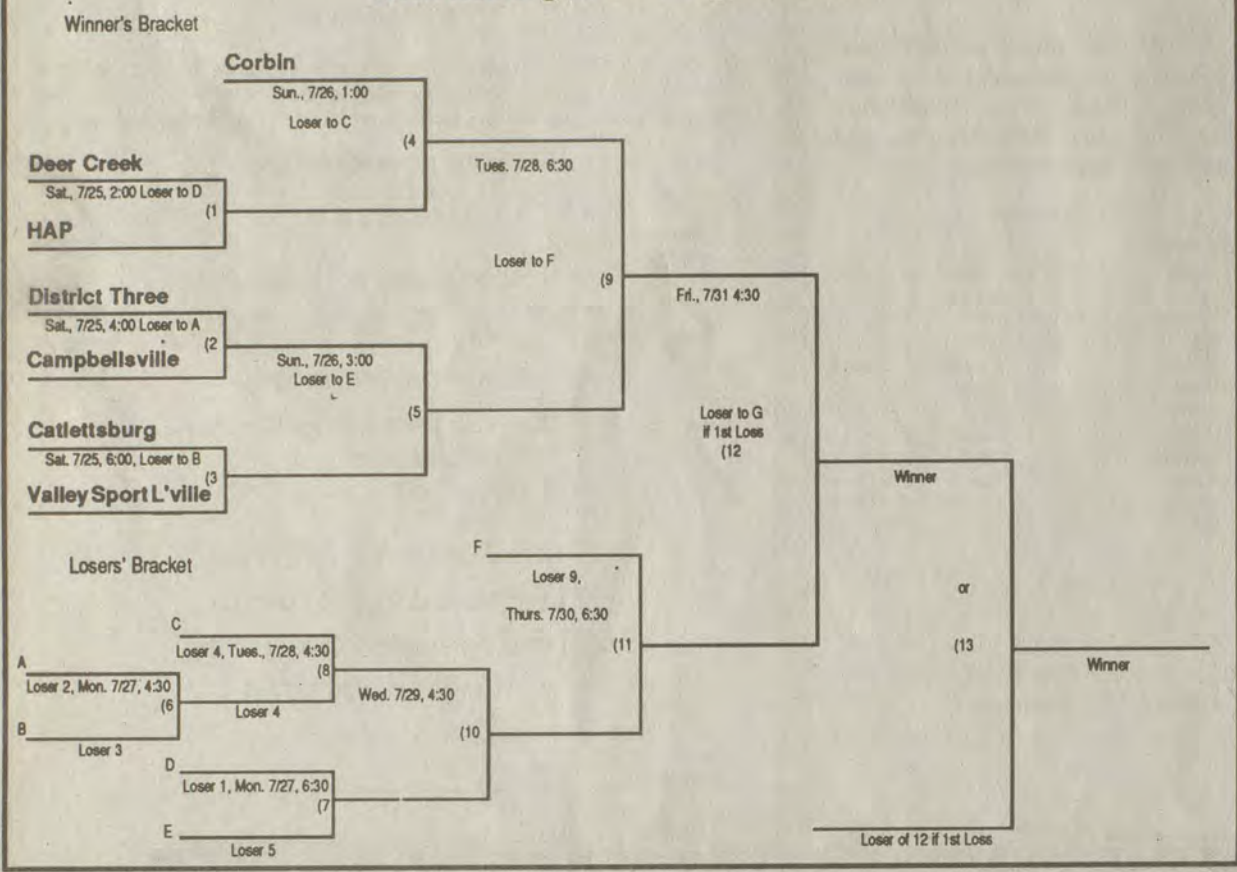 Winner's Bracket
Corbin
Sun., 7/26, 1:00
Loser to C
(4
Tues. 7/28, 6:30
Deer Creek
Sat., 7/25, 2:00 Loser to D
(1
HAP
Loser to F
(9
Fri., 7/31 4:30
District Three
Sat., 7/25, 4:00 Loser to A
(2
Campbellsville
Sun., 7/26, 3:00
Loser to E
(5
Loser to G
if 1st Loss
(12
Catlettsburg
Sat. 7/25, 6:00, Loser to B
(3
Valley Sport L'ville
Winner
Losers' Bracket
F
Loser 9,
Thurs. 7/30, 6:30
(11
or
(13
Winner
C
Loser 4, Tues., 7/28, 4:30
(8
A
Loser 2, Mon. 7/27, 4:30
(6
Loser 4
Wed. 7/29, 4:30
(10
B
Loser 3
D
Loser 1, Mon. 7/27, 6:30
(7
E
Loser 5
Loser of 12 if 1st Loss